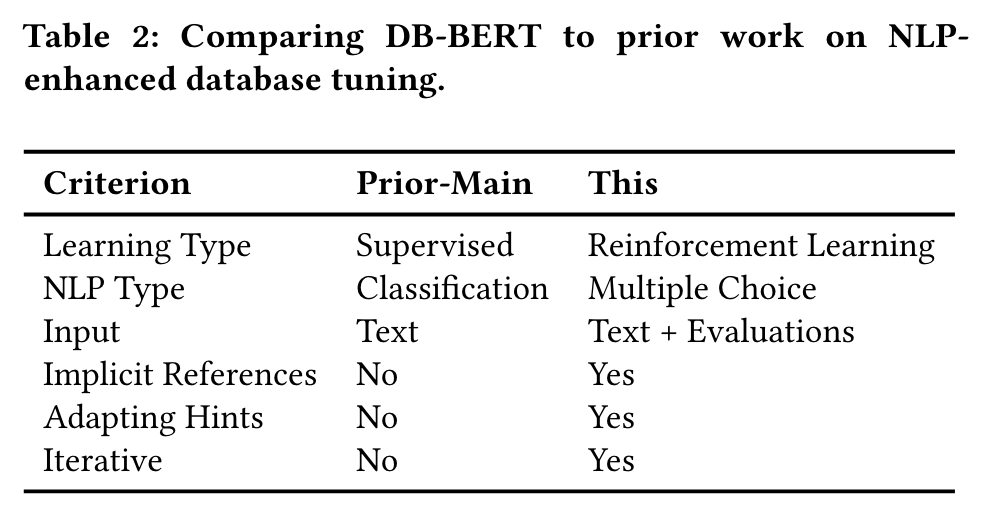 Table 2: Comparing DB-BERT to prior work on NLP-
enhanced database tuning.
Criterion Prior-Main This
Learning Type Supervised Reinforcement Learning
NLP Type Classification Multiple Choice
Input Text Text + Evaluations
Implicit References No Yes
Adapting Hints No Yes
Iterative No Yes